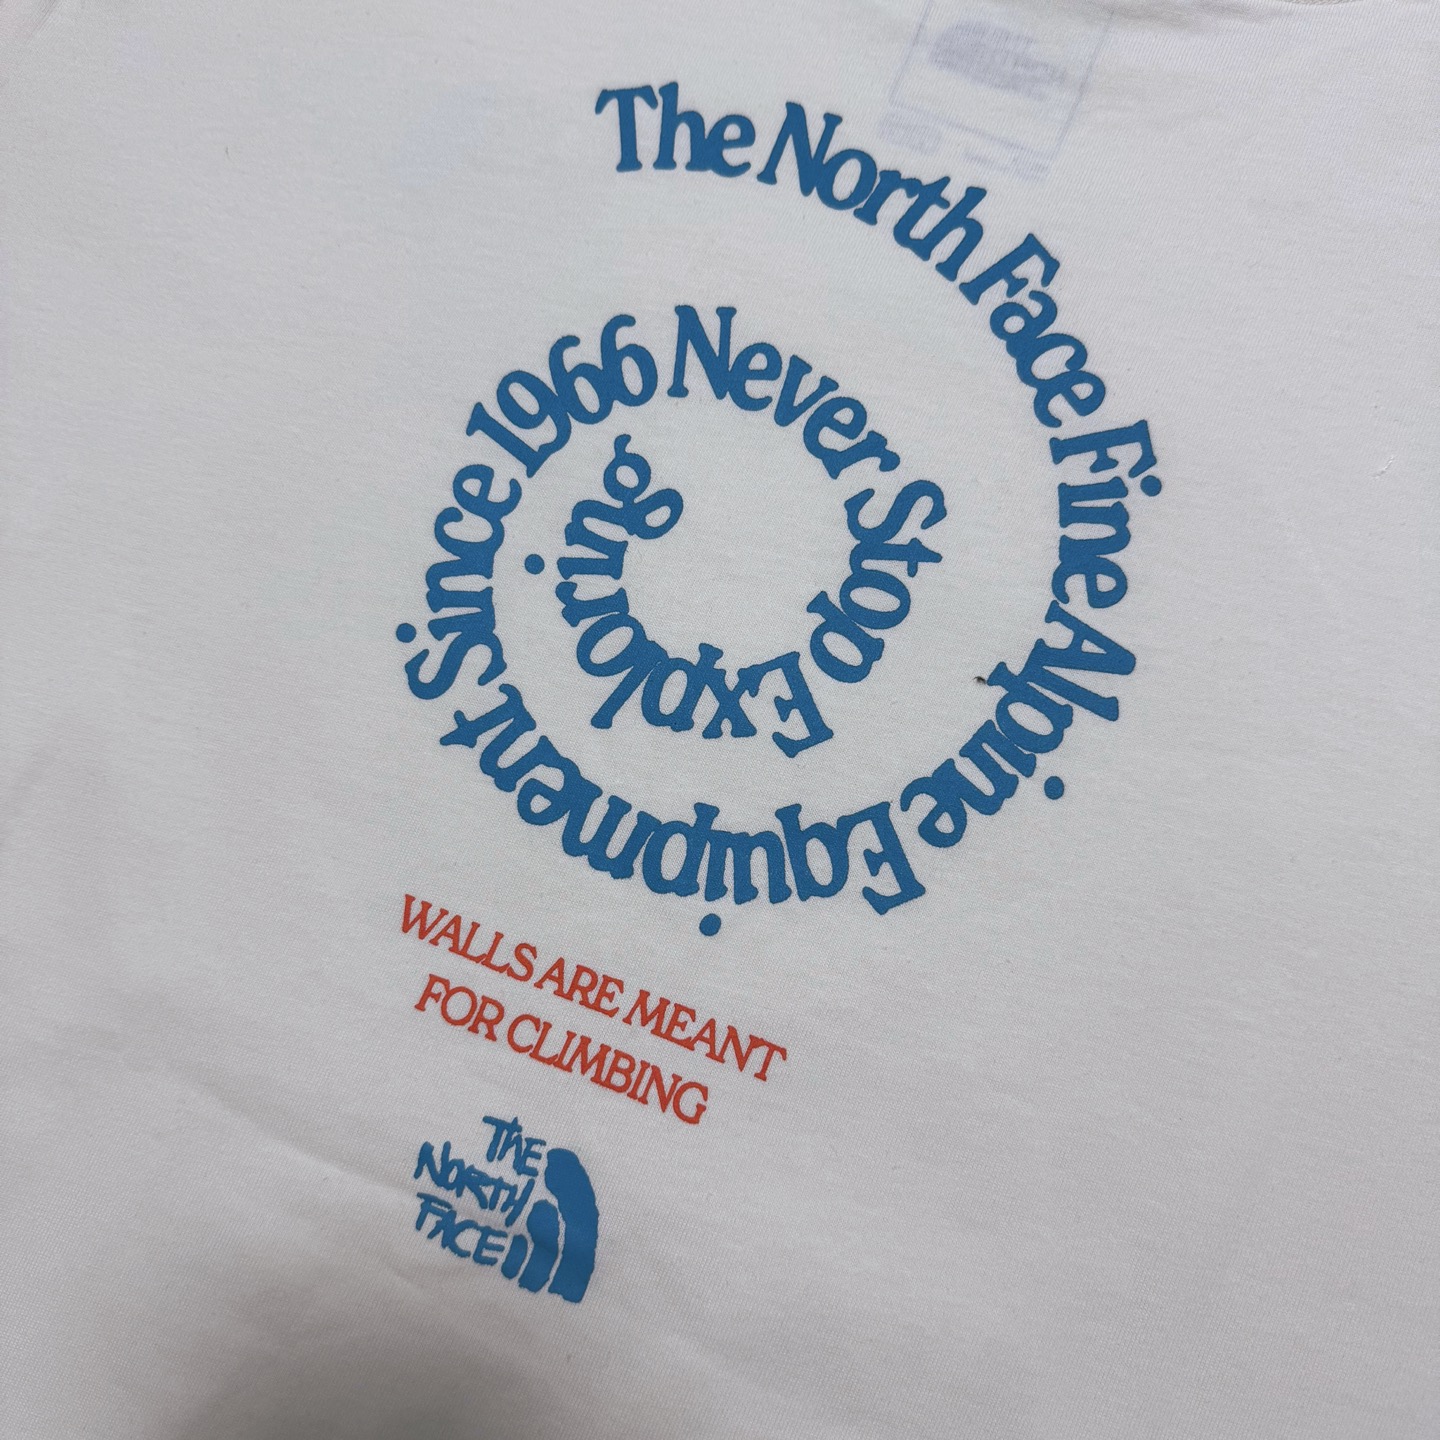 The North Face Fine Alpine Equipment Since 1966 Never Stop Exploring
WALLS ARE MEANT
FOR CLIMBING
THE
NORTH
FACE